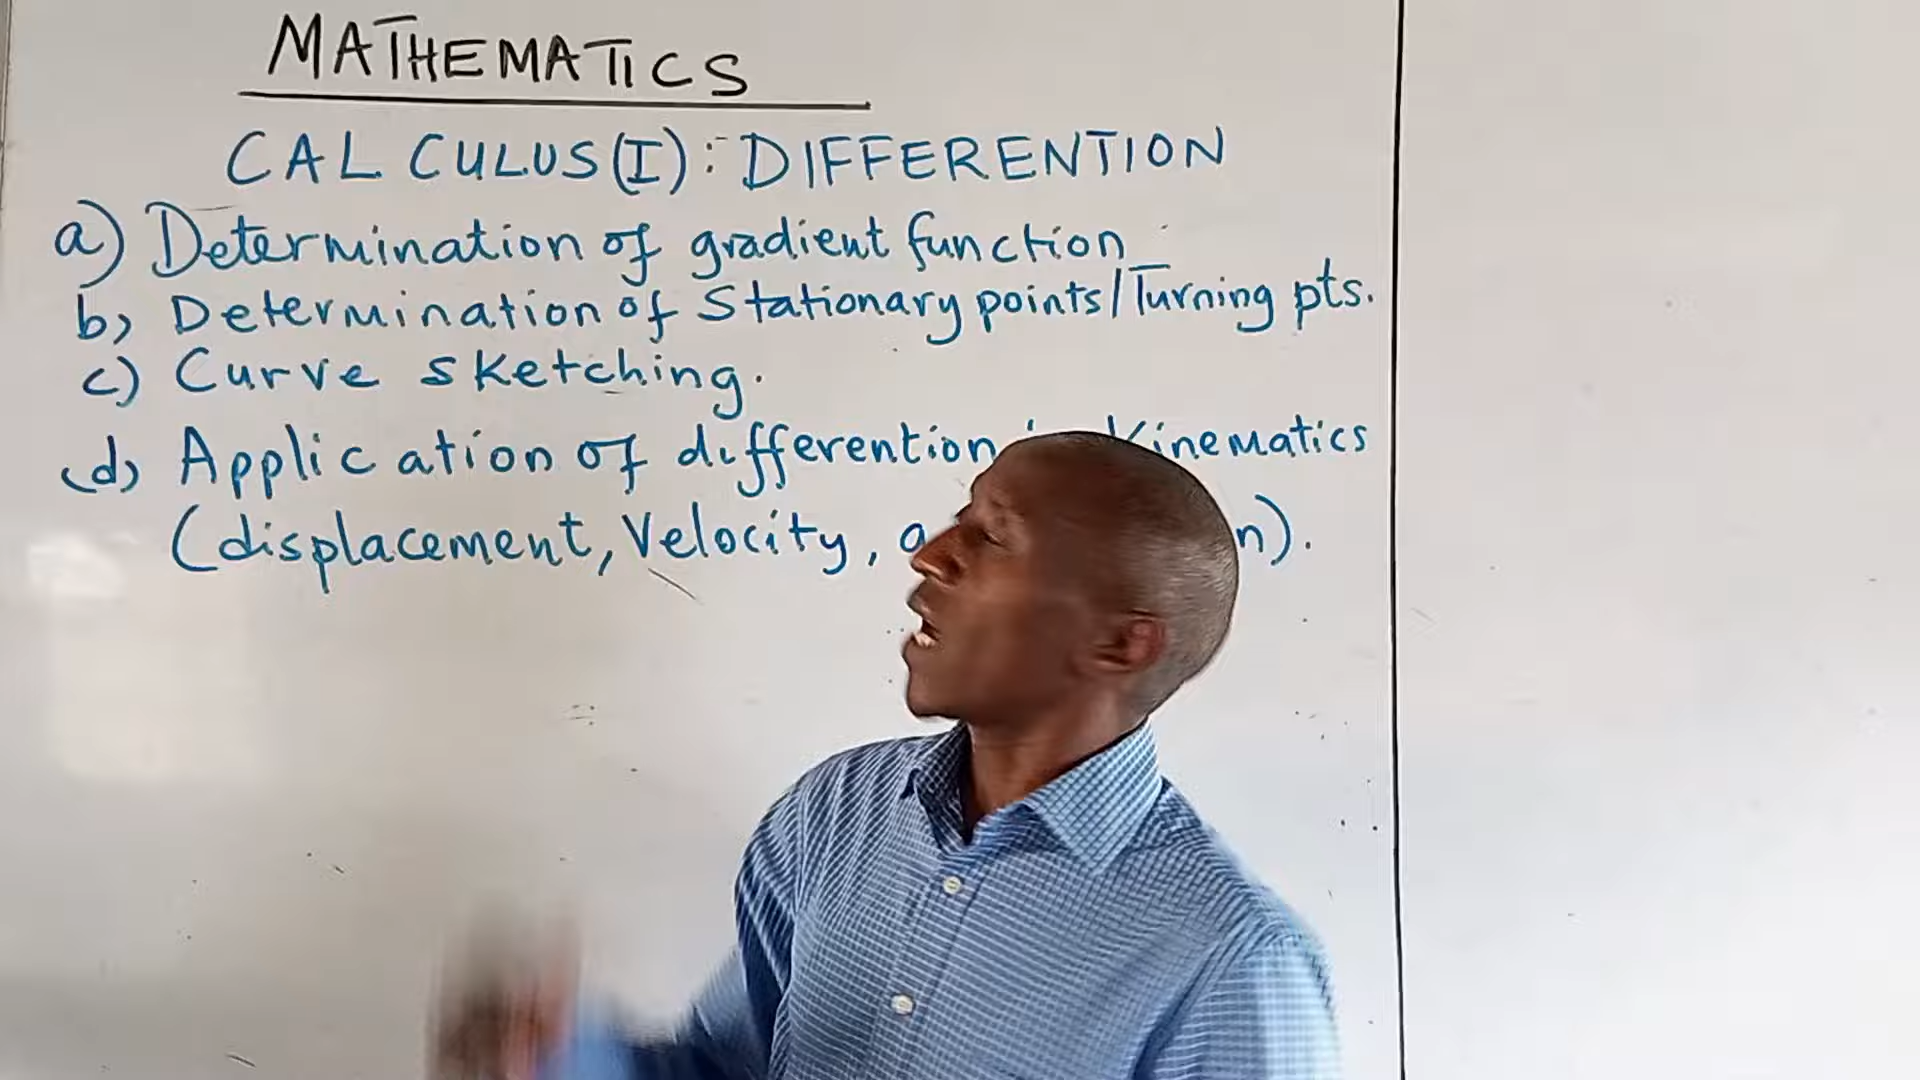 MATHEMATICS
CALCULUS(I):- DIFFERENTION
a) Determination of gradient function
b) Determination of Stationary points/Turning pts.
c) Curve sketching.
(d) Application of differention Kinematics
(displacement, Velocity,